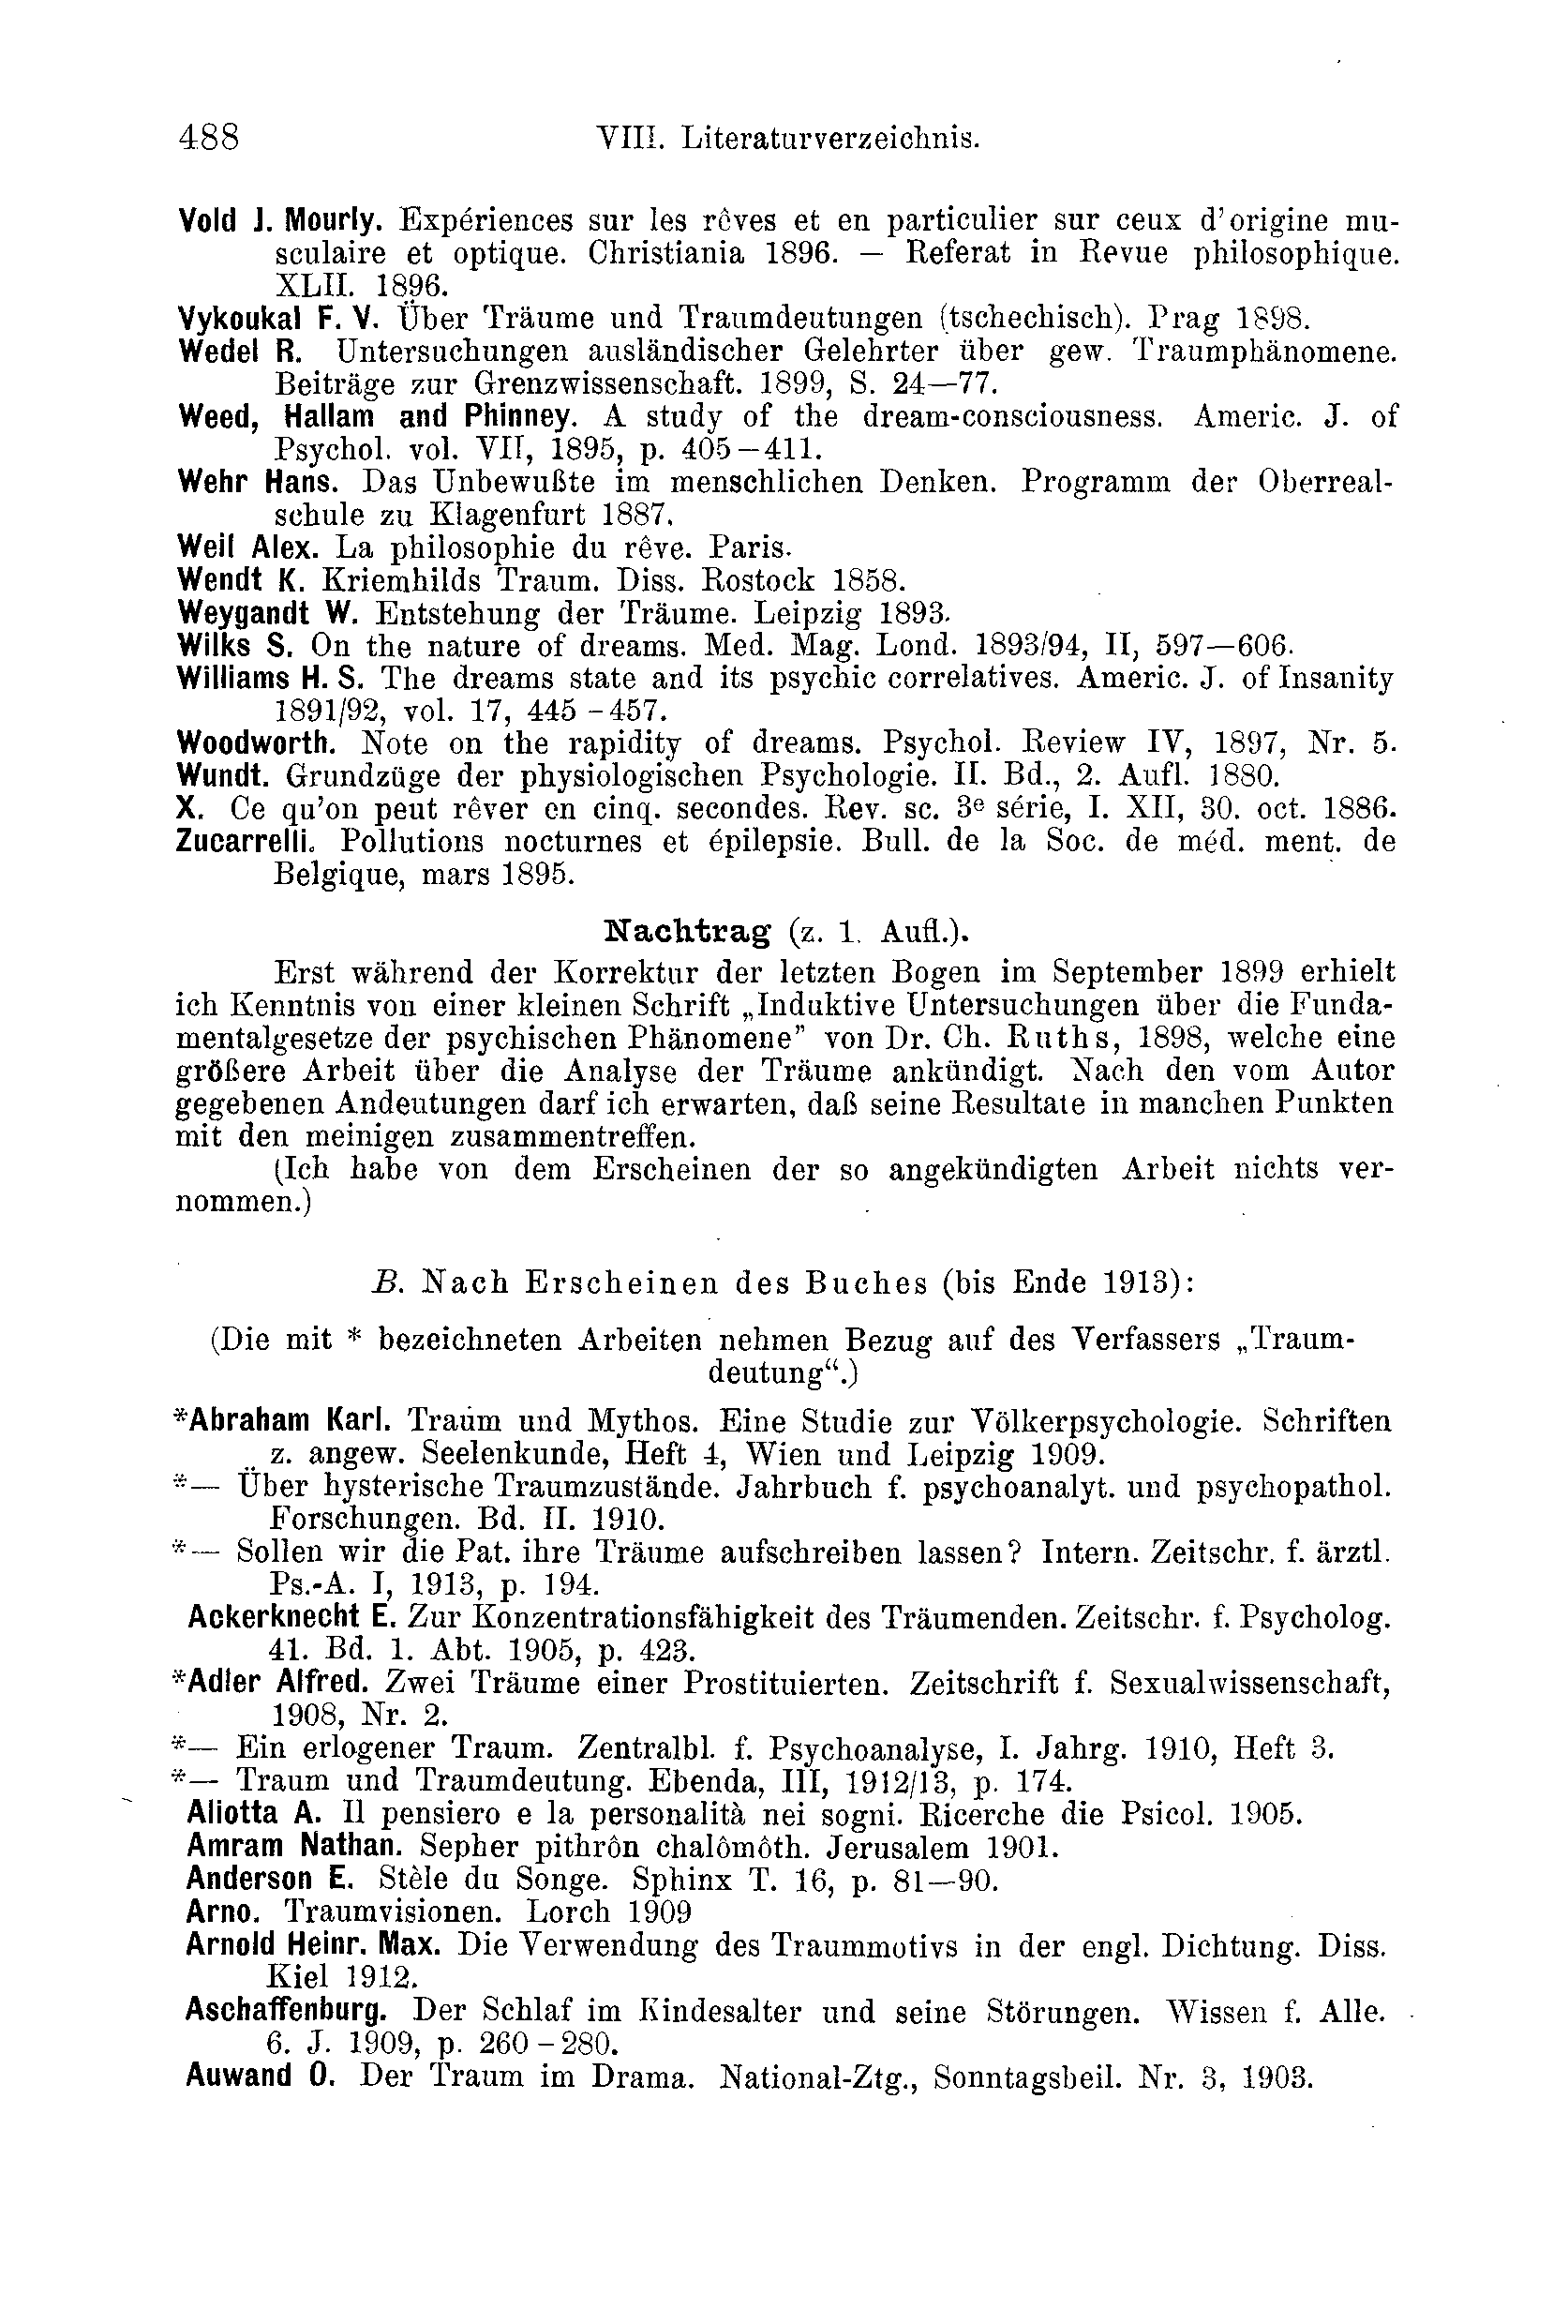 488
VIII. Literaturverzeichnis.
Vold J. Mourly. Expériences sur les rêves et en particulier sur ceux d'origine mu-
sculaire et optique. Christiania 1896. — Referat in Revue philosophique.
XLII. 1896.
Vykoukal F. V. Über Träume und Traumdeutungen (tschechisch). Prag 1898.
Wedel R. Untersuchungen ausländischer Gelehrter über gew. Traumphänomene.
Beiträge zur Grenzwissenschaft. 1899, S. 24—77.
Weed, Hallam and Phinney. A study of the dream-consciousness. Americ. J. of
Psychol. vol. VII, 1895, p. 405–411.
Wehr Hans. Das Unbewußte im menschlichen Denken. Programm der Oberreal-
schule zu Klagenfurt 1887.
Weil Alex. La philosophie du rêve. Paris.
Wendt K. Kriemhilds Traum. Diss. Rostock 1858.
Weygandt W. Entstehung der Träume. Leipzig 1893.
Wilks S. On the nature of dreams. Med. Mag. Lond. 1893/94, II, 597—606.
Williams H. S. The dreams state and its psychic correlatives. Americ. J. of Insanity
1891/92, vol. 17, 445–457.
Woodworth. Note on the rapidity of dreams. Psychol. Review IV, 1897, Nr. 5.
Wundt. Grundzüge der physiologischen Psychologie. II. Bd., 2. Aufl. 1880.
X. Ce qu'on peut rêver en cinq. secondes. Rev. sc. 3e série, I. XII, 30. oct. 1886.
Zucarrelli. Pollutions nocturnes et épilepsie. Bull. de la Soc. de méd. ment. de
Belgique, mars 1895.
Nachtrag (z. 1. Aufl.).
Erst während der Korrektur der letzten Bogen im September 1899 erhielt
ich Kenntnis von einer kleinen Schrift „Induktive Untersuchungen über die Funda-
mentalgesetze der psychischen Phänomene” von Dr. Ch. Ruths, 1898, welche eine
größere Arbeit über die Analyse der Träume ankündigt. Nach den vom Autor
gegebenen Andeutungen darf ich erwarten, daß seine Resultate in manchen Punkten
mit den meinigen zusammentreffen.
(Ich habe von dem Erscheinen der so angekündigten Arbeit nichts ver-
nommen.)
B. Nach Erscheinen des Buches (bis Ende 1913):
(Die mit * bezeichneten Arbeiten nehmen Bezug auf des Verfassers „Traum-
deutung“.)
*Abraham Karl. Traum und Mythos. Eine Studie zur Völkerpsychologie. Schriften
z. angew. Seelenkunde, Heft 4, Wien und Leipzig 1909.
*— Über hysterische Traumzustände. Jahrbuch f. psychoanalyt. und psychopathol.
Forschungen. Bd. II. 1910.
*— Sollen wir die Pat. ihre Träume aufschreiben lassen? Intern. Zeitschr. f. ärztl.
Ps.-A. I, 1913, p. 194.
Ackerknecht E. Zur Konzentrationsfähigkeit des Träumenden. Zeitschr. f. Psycholog.
41. Bd. 1. Abt. 1905, p. 423.
*Adler Alfred. Zwei Träume einer Prostituierten. Zeitschrift f. Sexualwissenschaft,
1908, Nr. 2.
*— Ein erlogener Traum. Zentralbl. f. Psychoanalyse, I. Jahrg. 1910, Heft 3.
*— Traum und Traumdeutung. Ebenda, III, 1912/13, p. 174.
Aliotta A. Il pensiero e la personalità nei sogni. Ricerche die Psicol. 1905.
Amram Nathan. Sepher pithrôn chalômôth. Jerusalem 1901.
Anderson E. Stèle du Songe. Sphinx T. 16, p. 81—90.
Arno. Traumvisionen. Lorch 1909
Arnold Heinr. Max. Die Verwendung des Traummotivs in der engl. Dichtung. Diss.
Kiel 1912.
Aschaffenburg. Der Schlaf im Kindesalter und seine Störungen. Wissen f. Alle.
6. J. 1909, p. 260–280.
Auwand O. Der Traum im Drama. National-Ztg., Sonntagsbeil. Nr. 3, 1903.